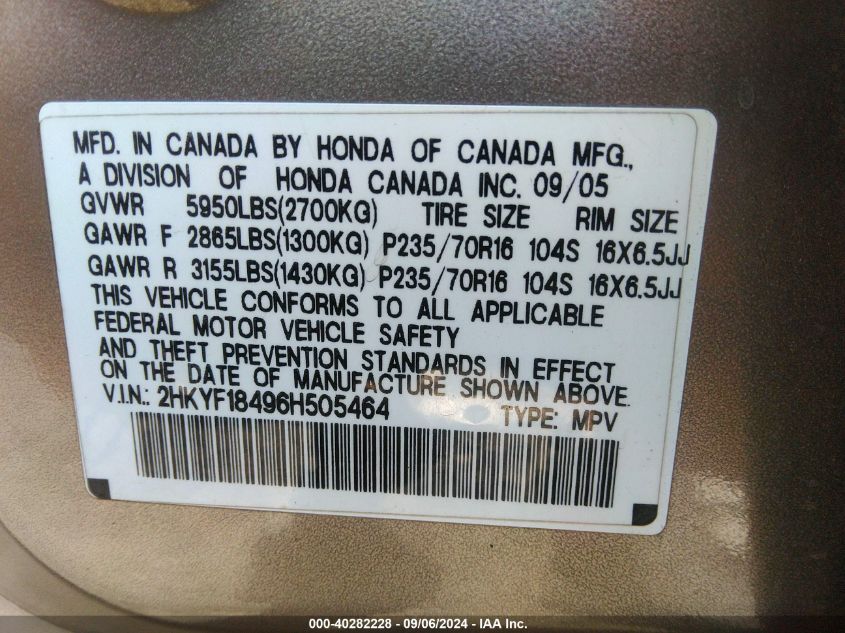 MFD. IN CANADA BY HONDA OF CANADA MFG.,
A DIVISION OF HONDA CANADA INC. 09/05
GVWR 5950LBS(2700KG) TIRE SIZE RIM SIZE
GAWR F 2865LBS(1300KG) P235/70R16 104S 16X6.5JJ
GAWR R 3155LBS(1430KG) P235/70R16 104S 16X6.5JJ
THIS VEHICLE CONFORMS TO ALL APPLICABLE
FEDERAL MOTOR VEHICLE SAFETY
AND THEFT PREVENTION STANDARDS IN EFFECT
ON THE DATE OF MANUFACTURE SHOWN ABOVE.
V.I.N.: 2HKYF18496H505464 TYPE: MPV
000-40282228 - 09/06/2024 - IAA Inc.